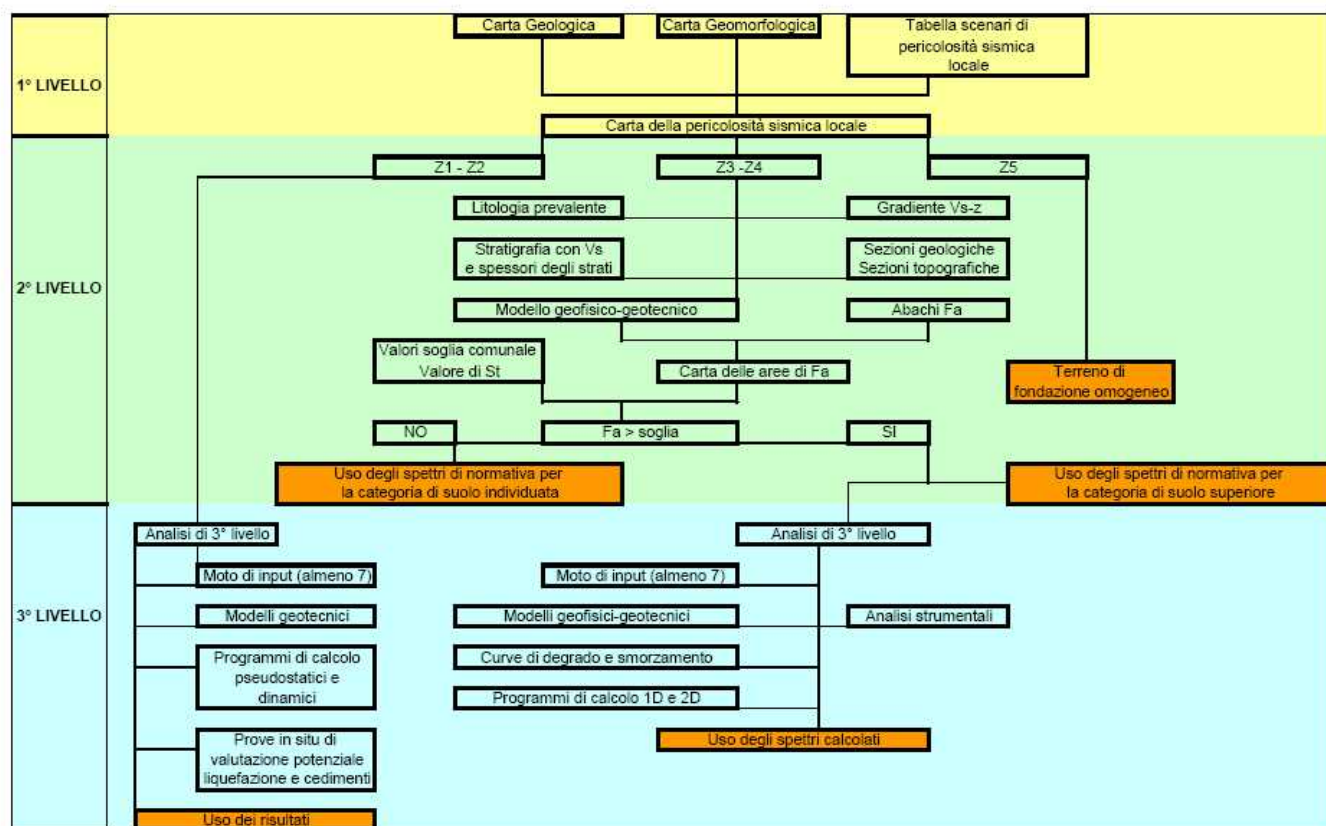 Carta Geologica
Carta Geomorfologica
Tabella scenari di
pericolosità sismica
locale
1° LIVELLO
Carta della pericolosità sismica locale
Z1 - Z2
Z3 -Z4
Z5
Litologia prevalente
Gradiente Vs-z
Stratigrafia con Vs
e spessori degli strati
Sezioni geologiche
Sezioni topografiche
2° LIVELLO
Modello geofisico-geotecnico
Abachi Fa
Valori soglia comunale
Valore di St
Carta delle aree di Fa
Terreno di
fondazione omogeneo
NO
Fa > soglia
SI
Uso degli spettri di normativa per
la categoria di suolo individuata
Uso degli spettri di normativa per
la categoria di suolo superiore
Analisi di 3° livello
Analisi di 3° livello
Moto di input (almeno 7)
Moto di input (almeno 7)
3° LIVELLO
Modelli geotecnici
Modelli geofisici-geotecnici
Analisi strumentali
Programmi di calcolo
pseudostatici e
dinamici
Curve di degrado e smorzamento
Programmi di calcolo 1D e 2D
Uso degli spettri calcolati
Prove in situ di
valutazione potenziale
liquefazione e cedimenti
Uso dei risultati